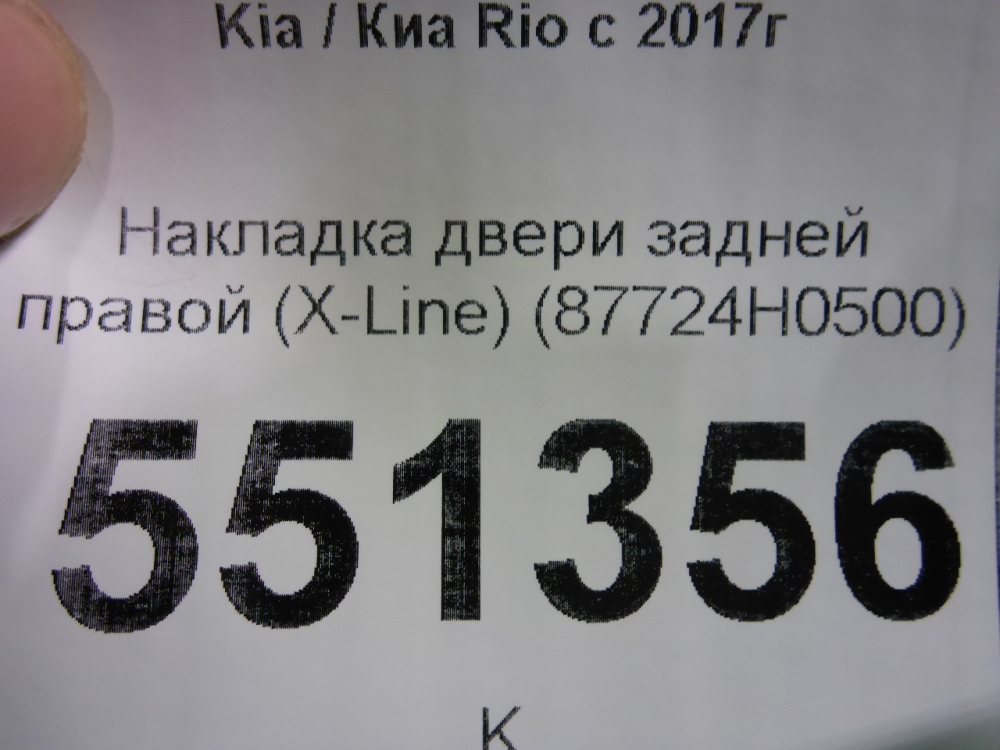 Kia / Киа Rio с 2017г
Накладка двери задней
правой (X-Line) (87724H0500)
551356
K